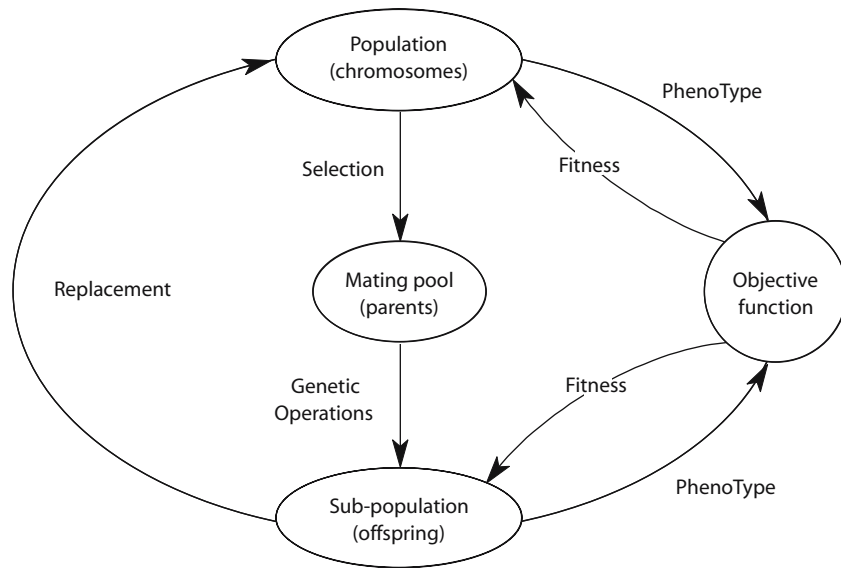 Population
(chromosomes)
PhenoType
Selection
Fitness
Replacement
Mating pool
(parents)
Objective
function
Genetic
Operations
Fitness
Sub-population
(offspring)
PhenoType